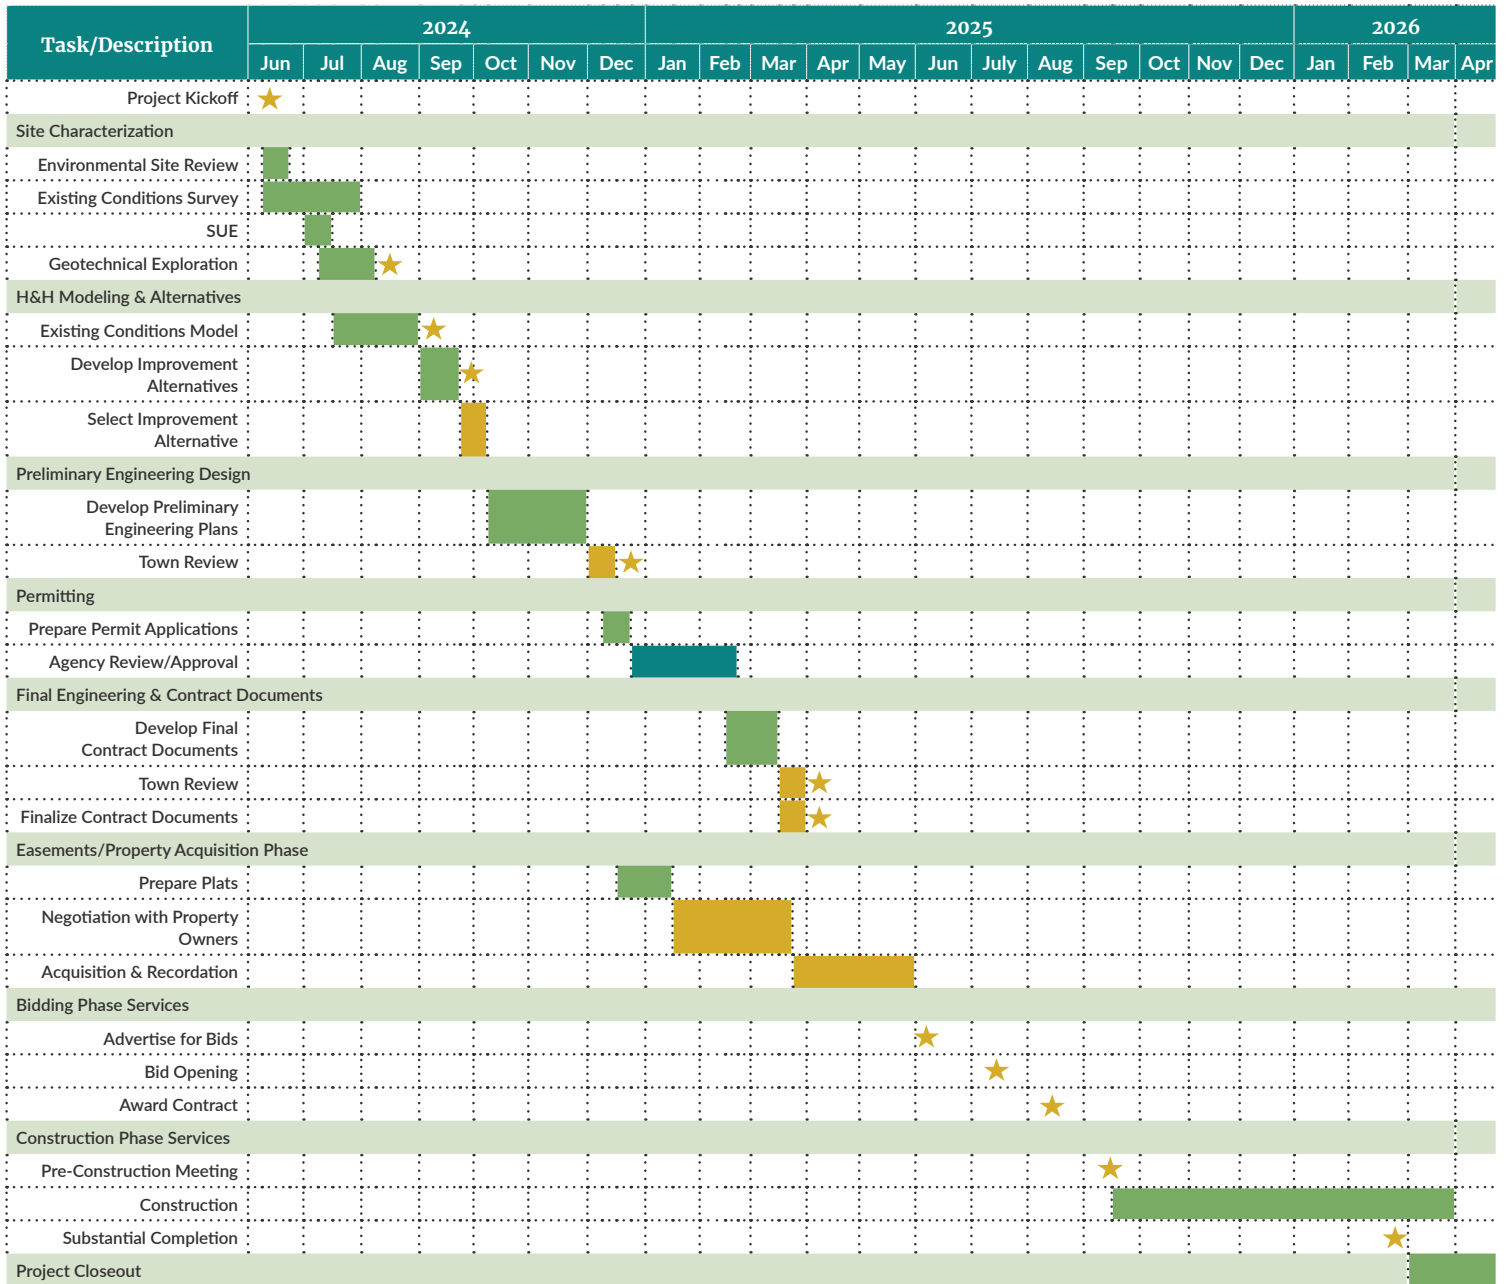 Task/Description
2024 2025 2026
Jun Jul Aug Sep Oct Nov Dec Jan Feb Mar Apr May Jun July Aug Sep Oct Nov Dec Jan Feb Mar Apr
Project Kickoff
Site Characterization
Environmental Site Review
Existing Conditions Survey
SUE
Geotechnical Exploration
H&H Modeling & Alternatives
Existing Conditions Model
Develop Improvement
Alternatives
Select Improvement
Alternative
Preliminary Engineering Design
Develop Preliminary
Engineering Plans
Town Review
Permitting
Prepare Permit Applications
Agency Review/Approval
Final Engineering & Contract Documents
Develop Final
Contract Documents
Town Review
Finalize Contract Documents
Easements/Property Acquisition Phase
Prepare Plats
Negotiation with Property
Owners
Acquisition & Recordation
Bidding Phase Services
Advertise for Bids
Bid Opening
Award Contract
Construction Phase Services
Pre-Construction Meeting
Construction
Substantial Completion
Project Closeout